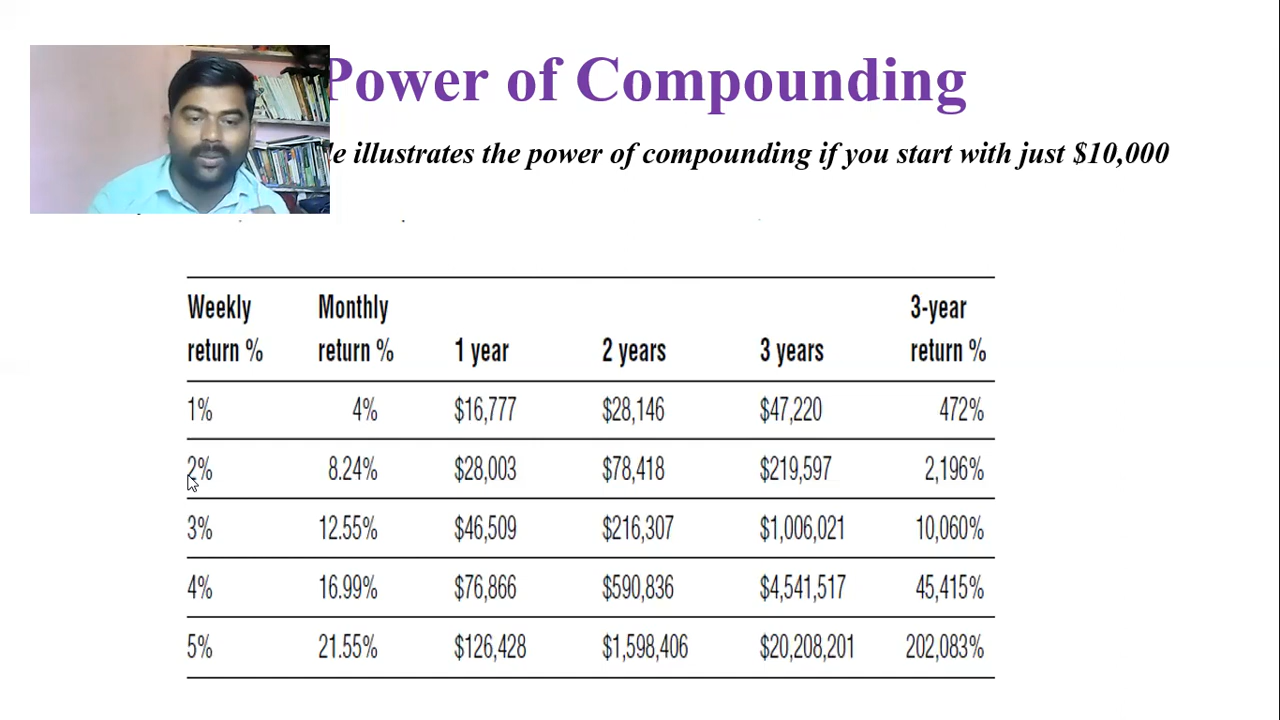 Power of Compounding
illustrates the power of compounding if you start with just $10,000
Weekly return % Monthly return % 1 year 2 years 3 years 3-year return %
1% 4% $16,777 $28,146 $47,220 472%
2% 8.24% $28,003 $78,418 $219,597 2,196%
3% 12.55% $46,509 $216,307 $1,006,021 10,060%
4% 16.99% $76,866 $590,836 $4,541,517 45,415%
5% 21.55% $126,428 $1,598,406 $20,208,201 202,083%